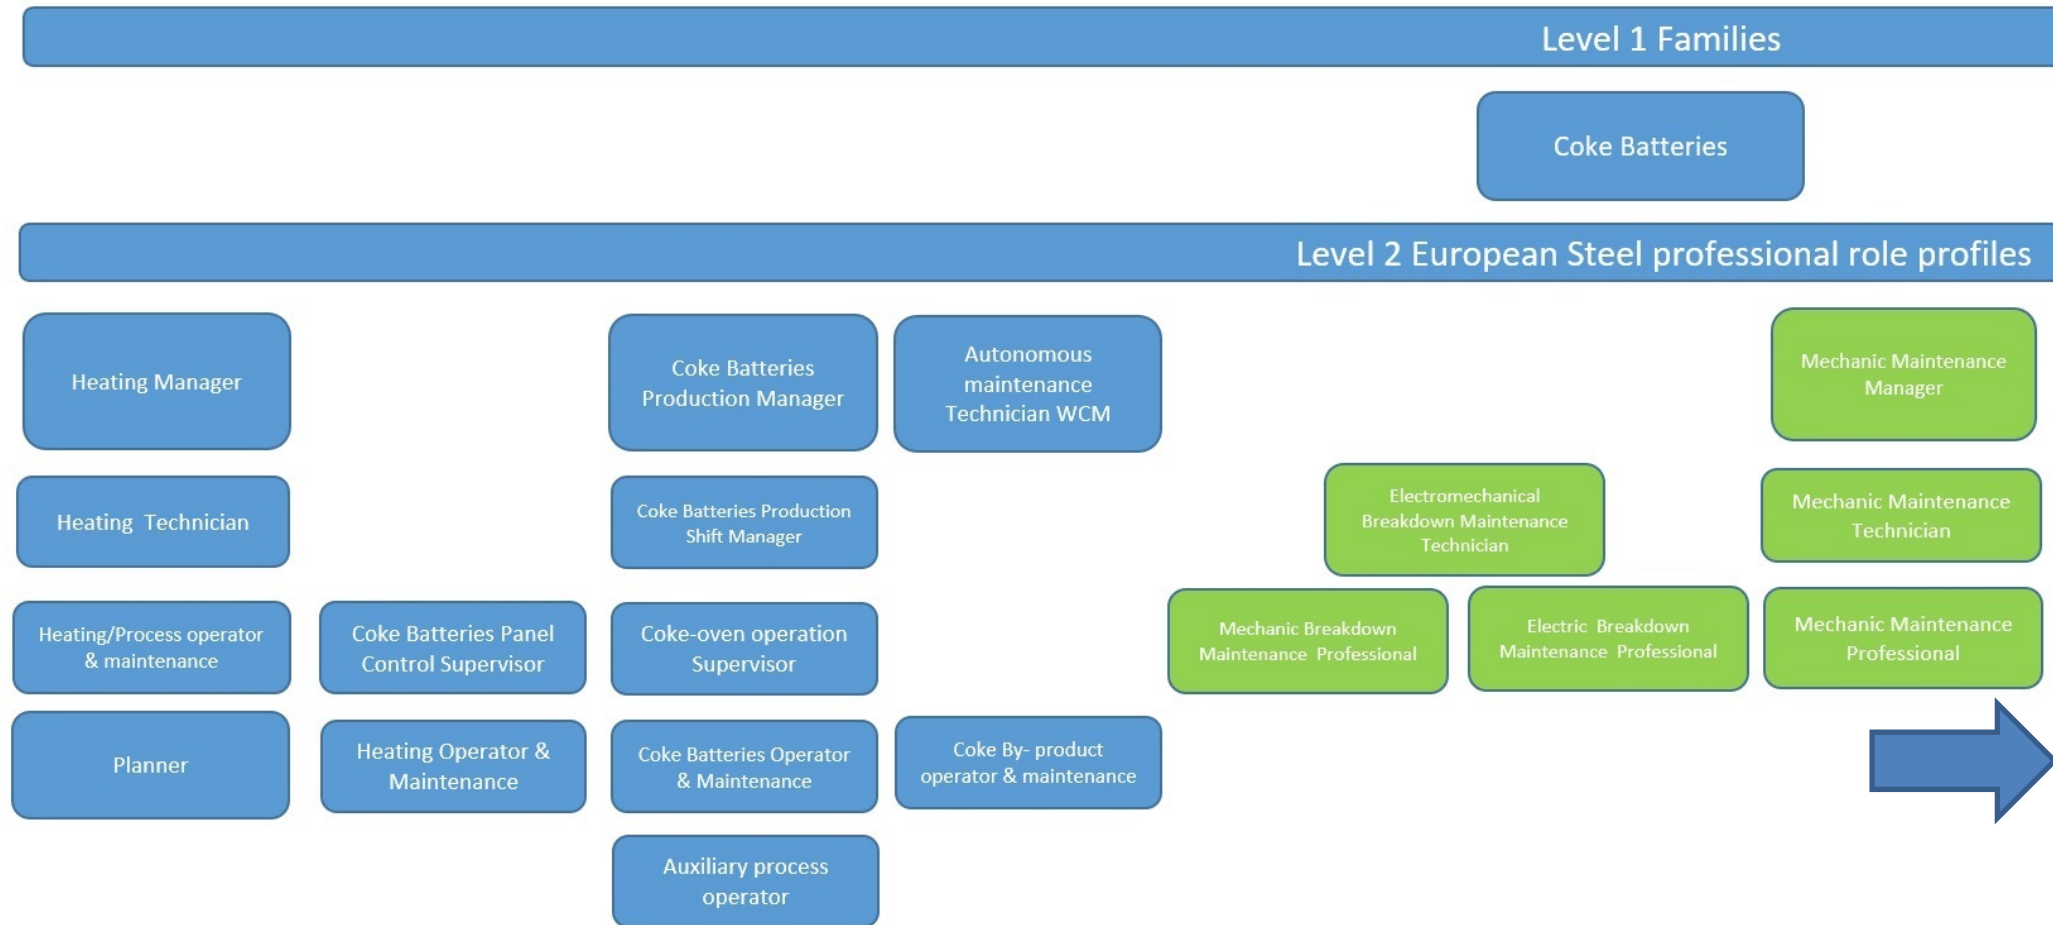 Level 1 Families
Coke Batteries
Level 2 European Steel professional role profiles
Heating Manager
Coke Batteries
Production Manager
Autonomous
maintenance
Technician WCM
Mechanic Maintenance
Manager
Heating Technician
Coke Batteries Production
Shift Manager
Electromechanical
Breakdown Maintenance
Technician
Mechanic Maintenance
Technician
Heating/Process operator
& maintenance
Coke Batteries Panel
Control Supervisor
Coke-oven operation
Supervisor
Mechanic Breakdown
Maintenance Professional
Electric Breakdown
Maintenance Professional
Mechanic Maintenance
Professional
Planner
Heating Operator &
Maintenance
Coke Batteries Operator
& Maintenance
Coke By- product
operator & maintenance
Auxiliary process
operator